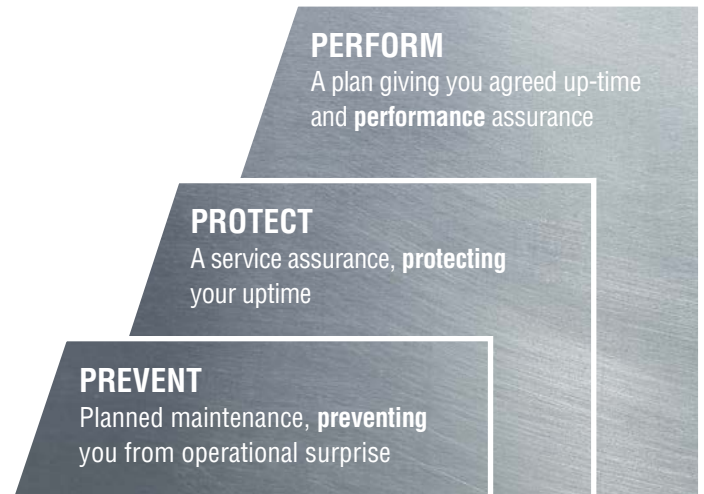 PERFORM
A plan giving you agreed up-time
and performance assurance
PROTECT
A service assurance, protecting
your uptime
PREVENT
Planned maintenance, preventing
you from operational surprise